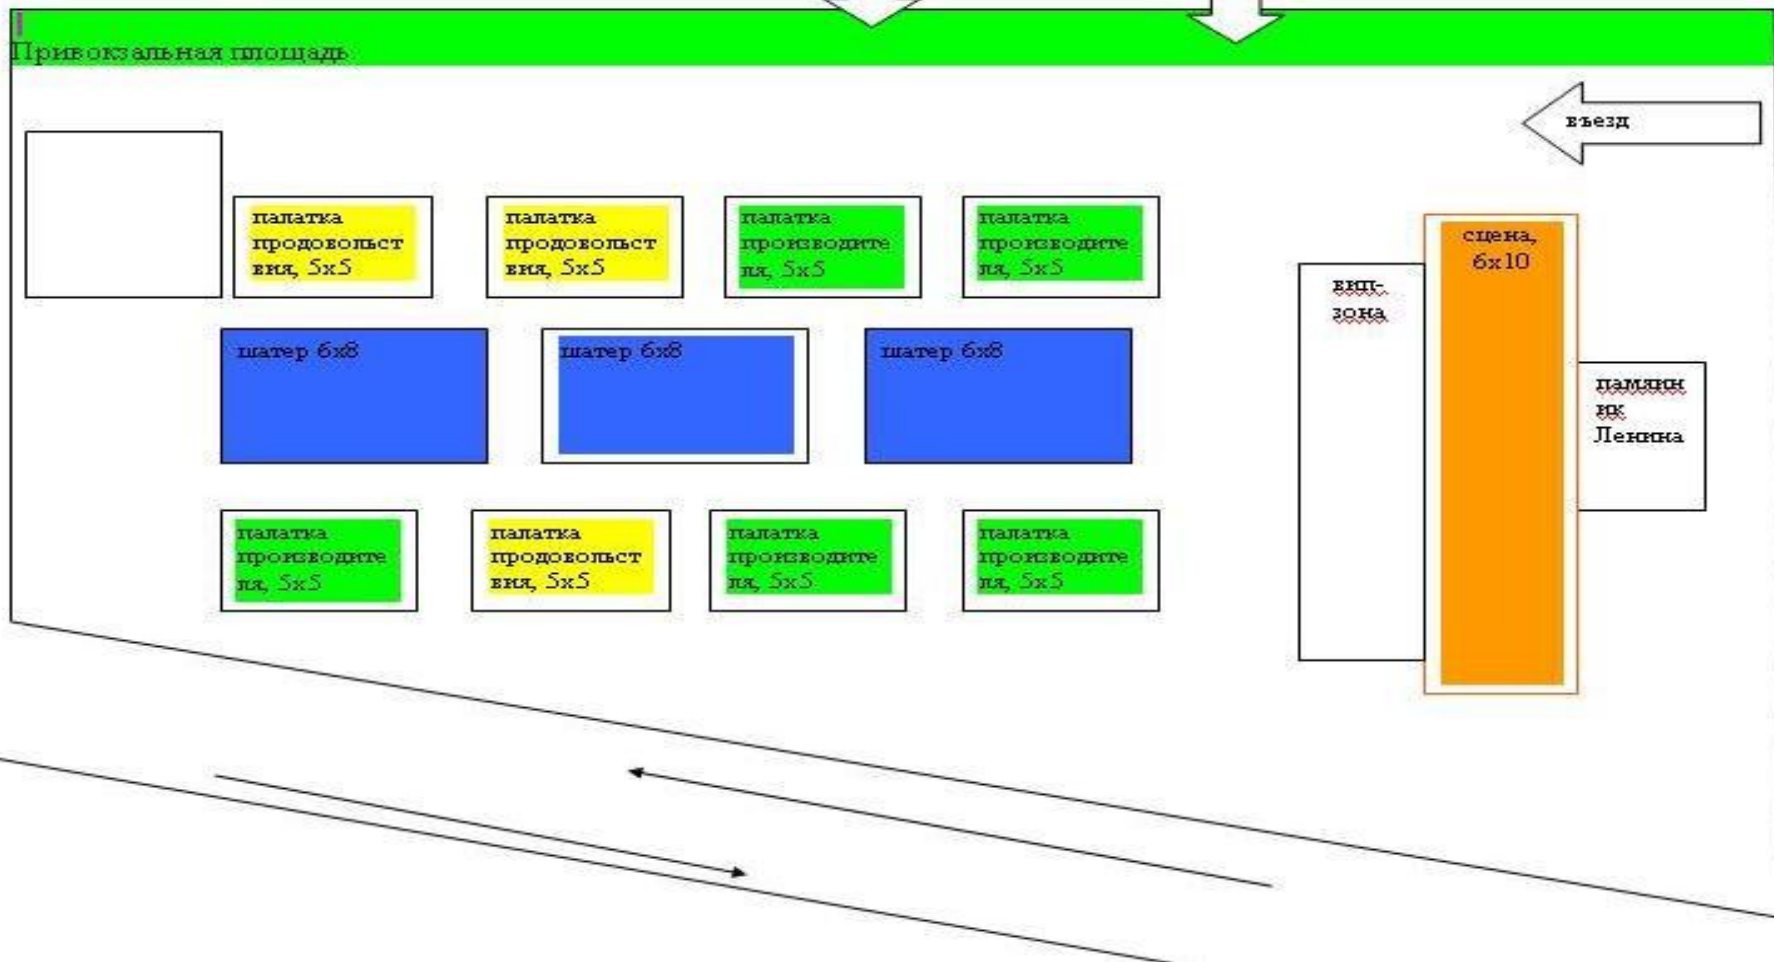 Привокзальная площадь
въезд
палатка
продовольст
вия, 5х5
палатка
продовольст
вия, 5х5
палатка
производите
ля, 5х5
палатка
производите
ля, 5х5
сцена,
6х10
вип-
зона
шатер 6х8
шатер 6х8
шатер 6х8
памяин
ик
Ленина
палатка
производите
ля, 5х5
палатка
продовольст
вия, 5х5
палатка
производите
ля, 5х5
палатка
производите
ля, 5х5